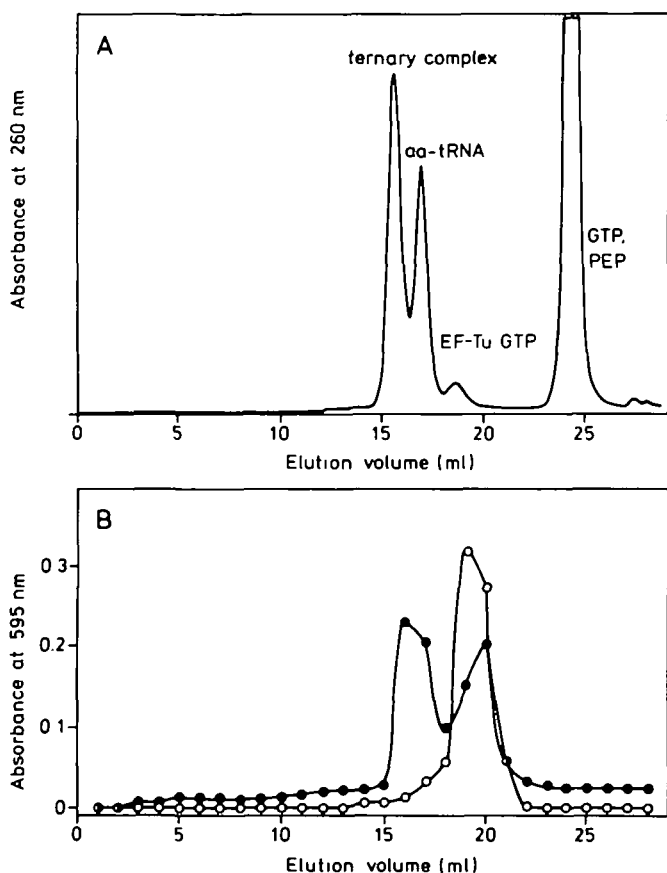 A
ternary complex
aa-tRNA
GTP,
PEP
EF-Tu GTP
Absorbance at 260 nm
0 5 10 15 20 25
Elution volume (ml)
B
Absorbance at 595 nm
0 3
0.2
0 1
0
0 5 10 15 20 25
Elution volume (ml)